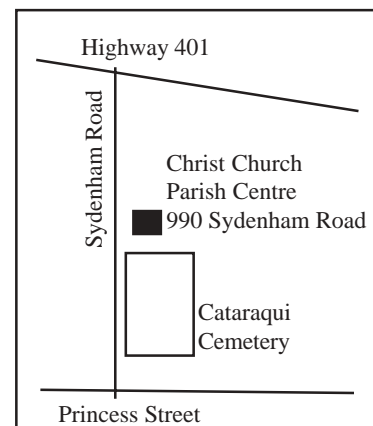 Highway 401
Sydenham Road
Christ Church
Parish Centre
990 Sydenham Road
Cataraqui
Cemetery
Princess Street